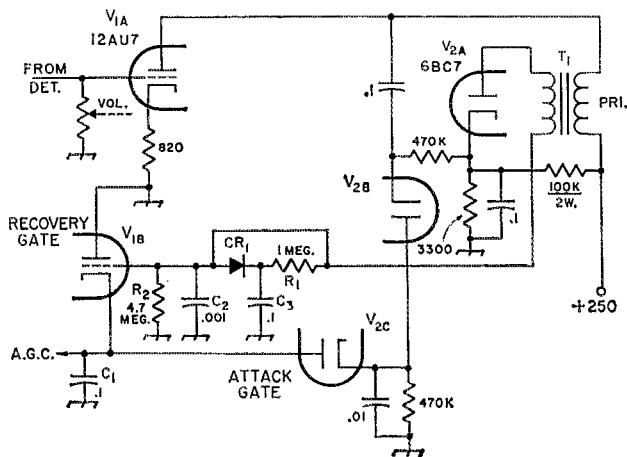 V1A
12AU7
FROM
DET.
VOL.
820
V2A
6BC7
T1
PRI.
.1
470K
V2B
3300
.1
100K
2W.
+250
RECOVERY
GATE
V1B
CR1
1 MEG.
R1
R2
4.7
MEG.
C2
.001
C3
.1
A.G.C.
C1
.1
ATTACK
GATE
V2C
.01
470K